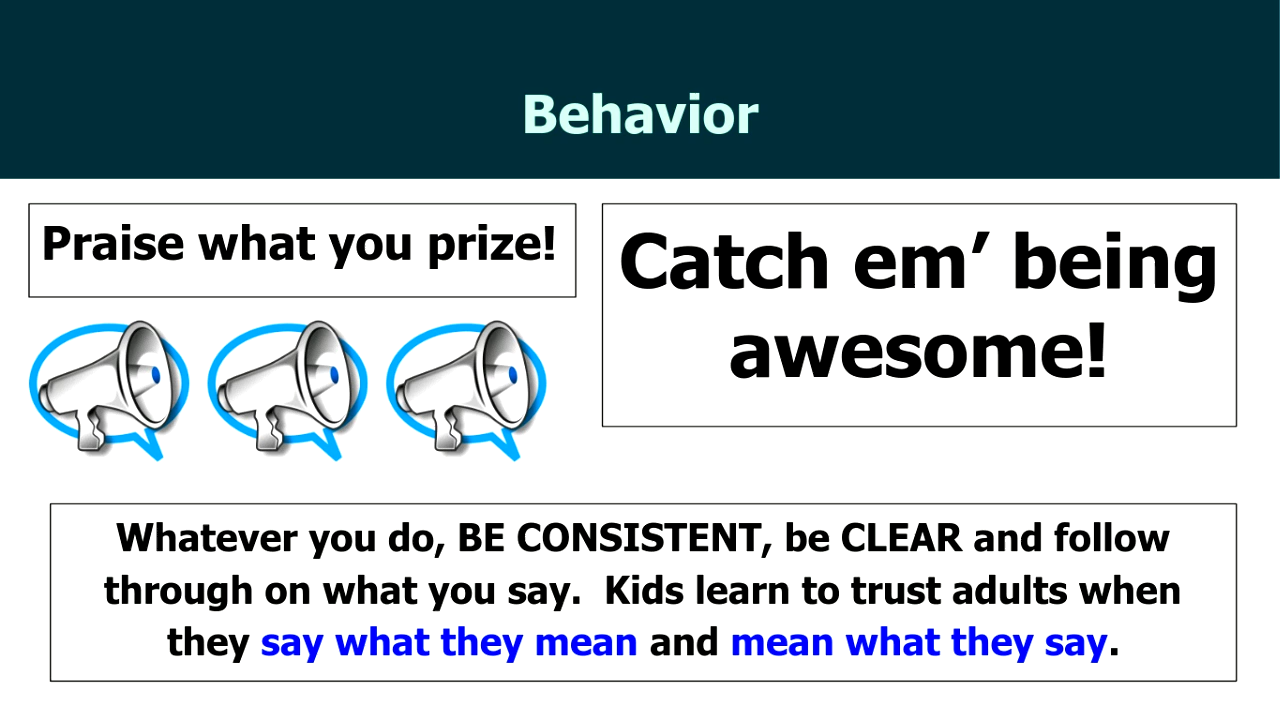 Behavior
Praise what you prize!
Catch em’ being
awesome!
Whatever you do, BE CONSISTENT, be CLEAR and follow
through on what you say.  Kids learn to trust adults when
they say what they mean and mean what they say.